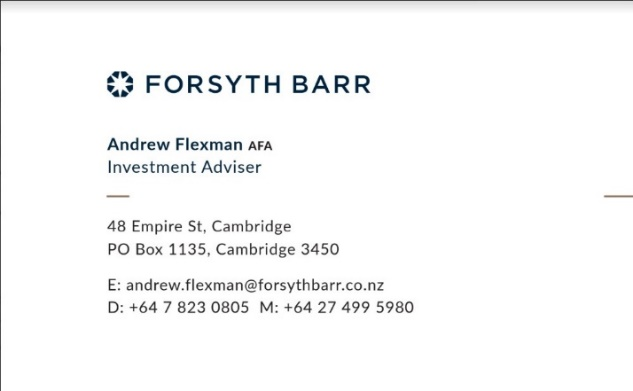 FORSYTH BARR
Andrew Flexman AFA
Investment Adviser
48 Empire St, Cambridge
PO Box 1135, Cambridge 3450
E: andrew.flexman@forsythbarr.co.nz
D: +64 7 823 0805 M: +64 27 499 5980